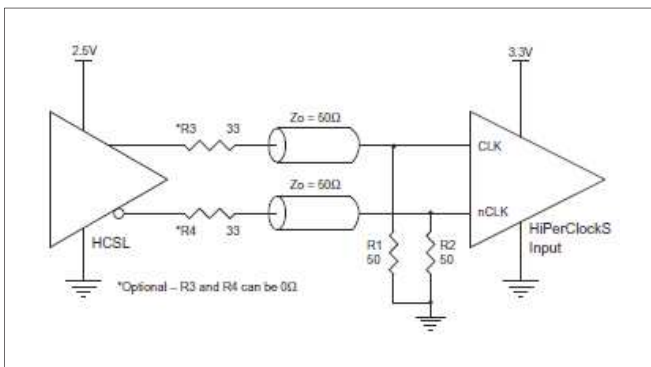 2.5V
3.3V
*R3 33
Zo = 50Ω
CLK
Zo = 50Ω
*R4 33
nCLK
HCSL
R1
50
R2
50
HiPerClockS
Input
*Optional – R3 and R4 can be 0Ω